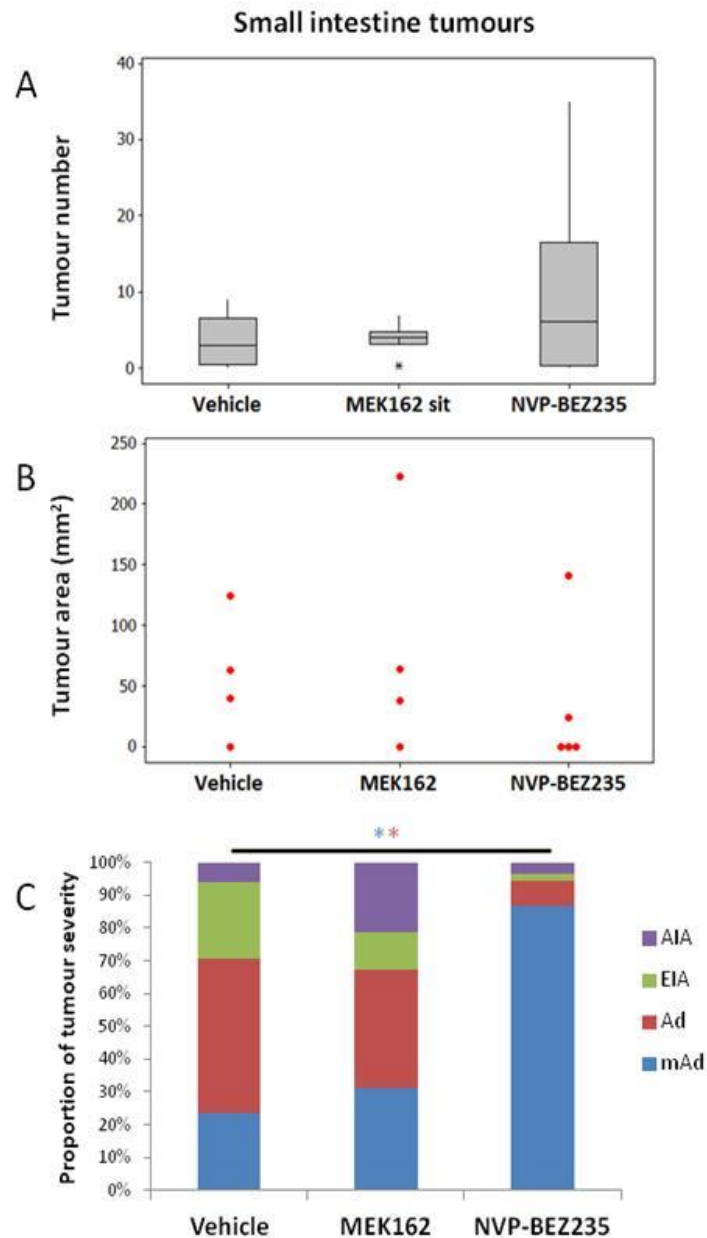 Small intestine tumours
A
Tumour number
40
30
20
10
0
Vehicle MEK162 sit NVP-BEZ235
B
Tumour area (mm²)
250
200
150
100
50
0
Vehicle MEK162 NVP-BEZ235
C
**
Proportion of tumour severity
100%
90%
80%
70%
60%
50%
40%
30%
20%
10%
0%
AIA
EIA
Ad
mAd
Vehicle MEK162 NVP-BEZ235